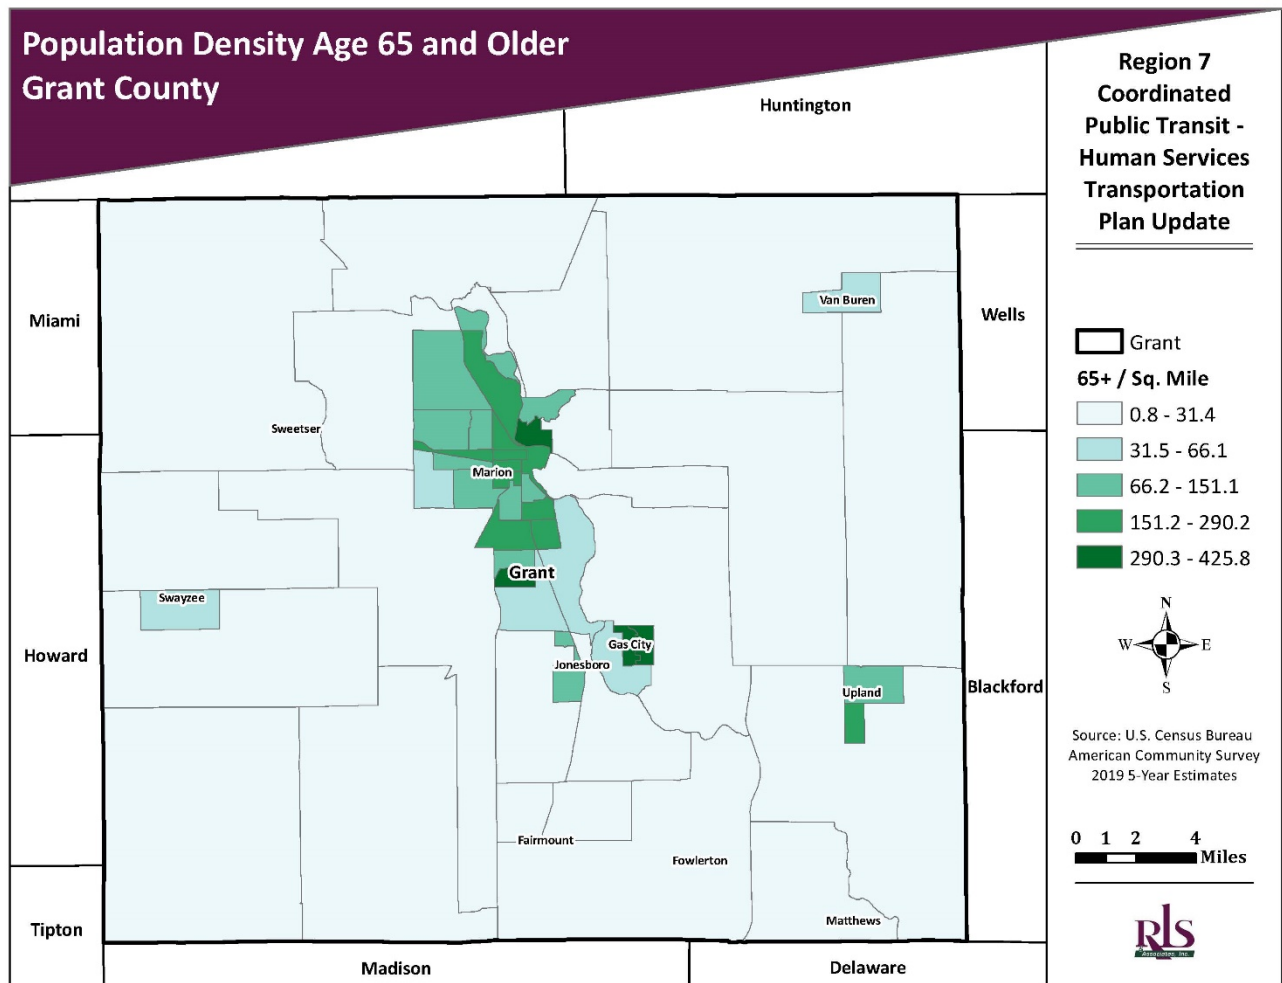 Population Density Age 65 and Older
Grant County
Region 7
Coordinated
Public Transit -
Human Services
Transportation
Plan Update
Huntington
Miami
Wells
Van Buren
Sweetser
Marion
Grant
Swayzee
Howard
Gas City
Jonesboro
Upland
Blackford
Fairmount
Fowlerton
Matthews
Tipton
Madison
Delaware
Grant
65+ / Sq. Mile
0.8 - 31.4
31.5 - 66.1
66.2 - 151.1
151.2 - 290.2
290.3 - 425.8
N
W E
S
Source: U.S. Census Bureau
American Community Survey
2019 5-Year Estimates
0 1 2 4
Miles
RLS
& Associates, Inc.